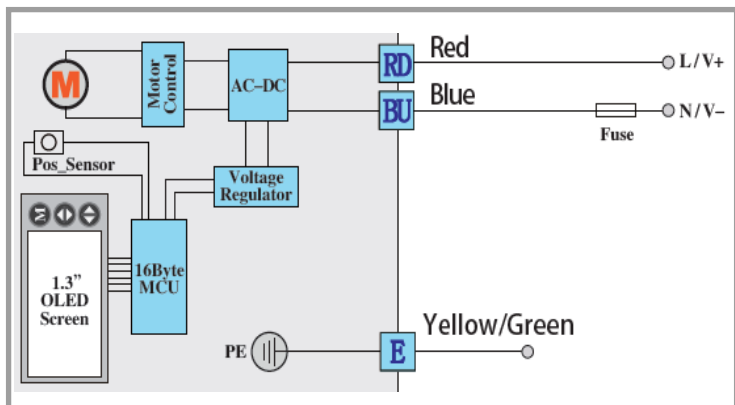 Red
RD
L/V+
M
Motor
Control
AC-DC
Blue
BU
N/V-
Fuse
Pos_Sensor
Voltage
Regulator
M
1.3”
OLED
Screen
16Byte
MCU
Yellow/Green
PE
E